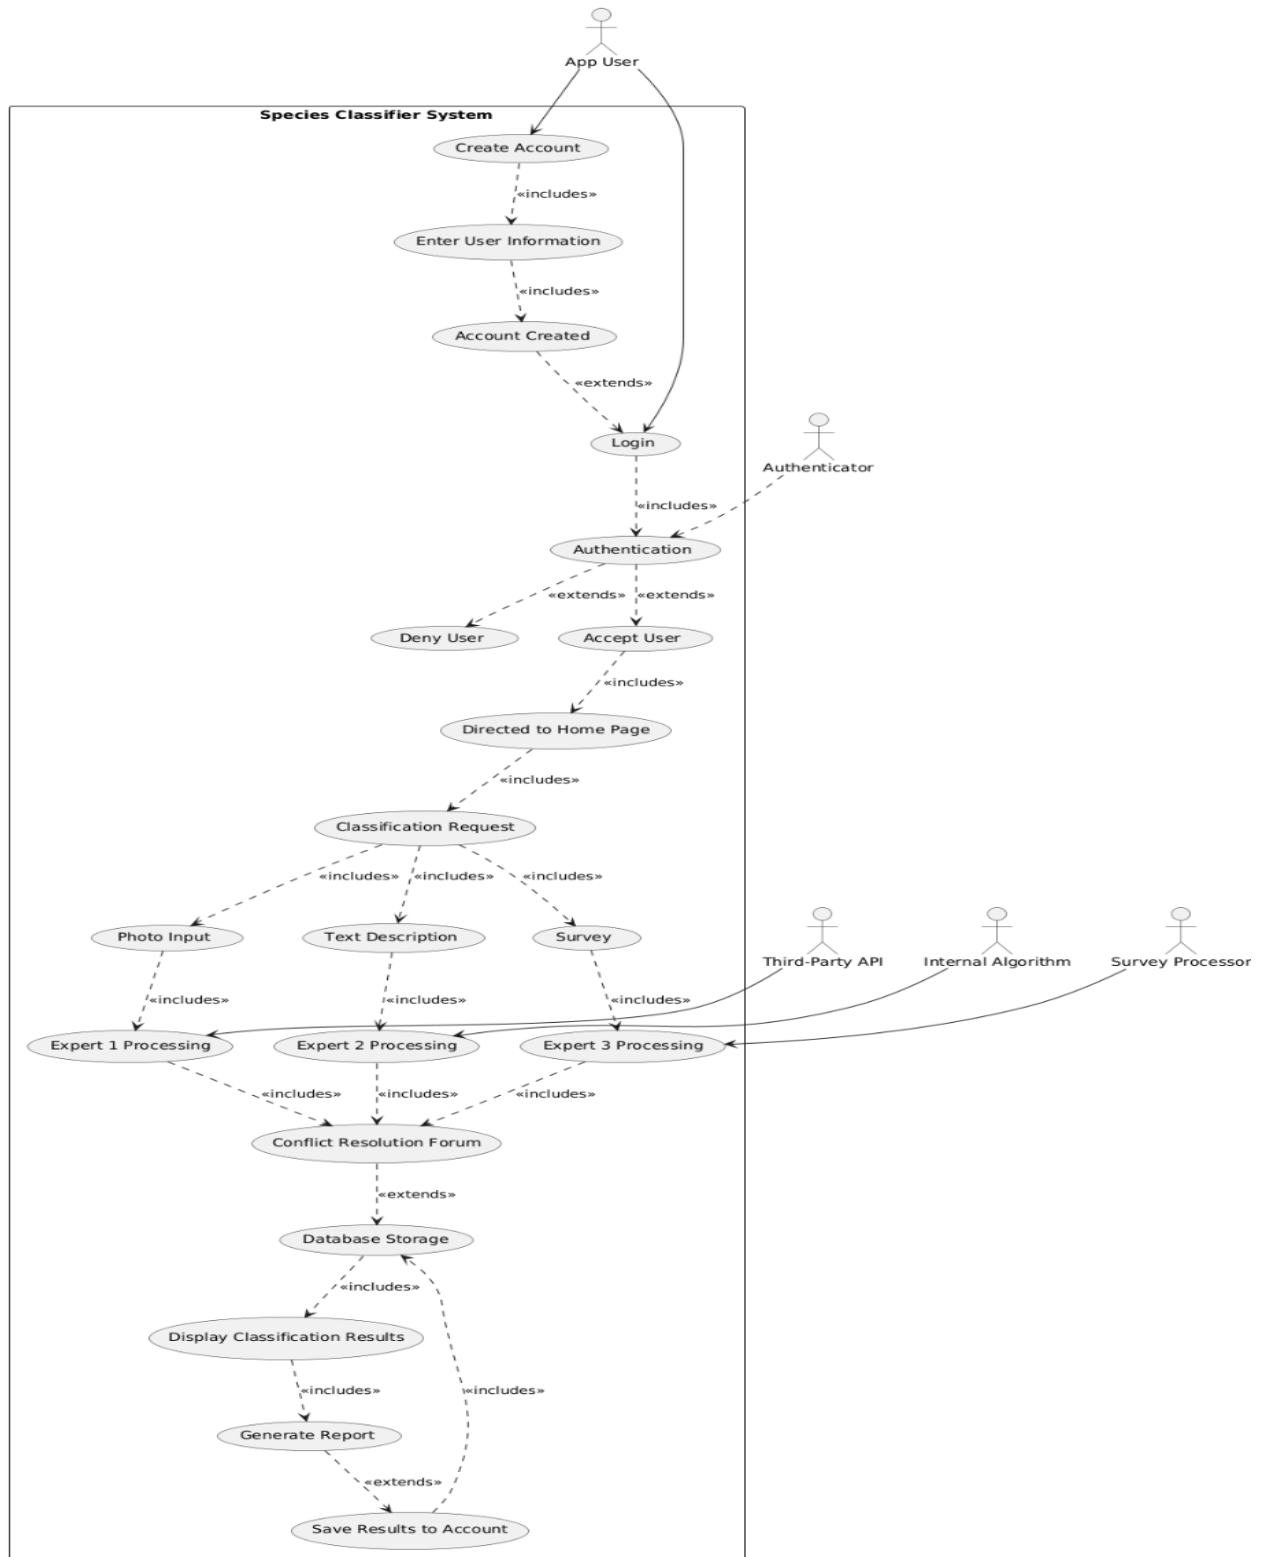 App User
Species Classifier System
Create Account
«includes»
Enter User Information
«includes»
Account Created
«extends»
Login
Authenticator
«includes»
Authentication
«extends»
«extends»
Deny User
Accept User
«includes»
Directed to Home Page
«includes»
Classification Request
«includes»
«includes»
«includes»
Photo Input
Text Description
Survey
Third-Party API
Internal Algorithm
Survey Processor
«includes»
«includes»
«includes»
Expert 1 Processing
Expert 2 Processing
Expert 3 Processing
«includes»
«includes»
«includes»
Conflict Resolution Forum
«extends»
Database Storage
«includes»
Display Classification Results
«includes»
«includes»
Generate Report
«extends»
Save Results to Account